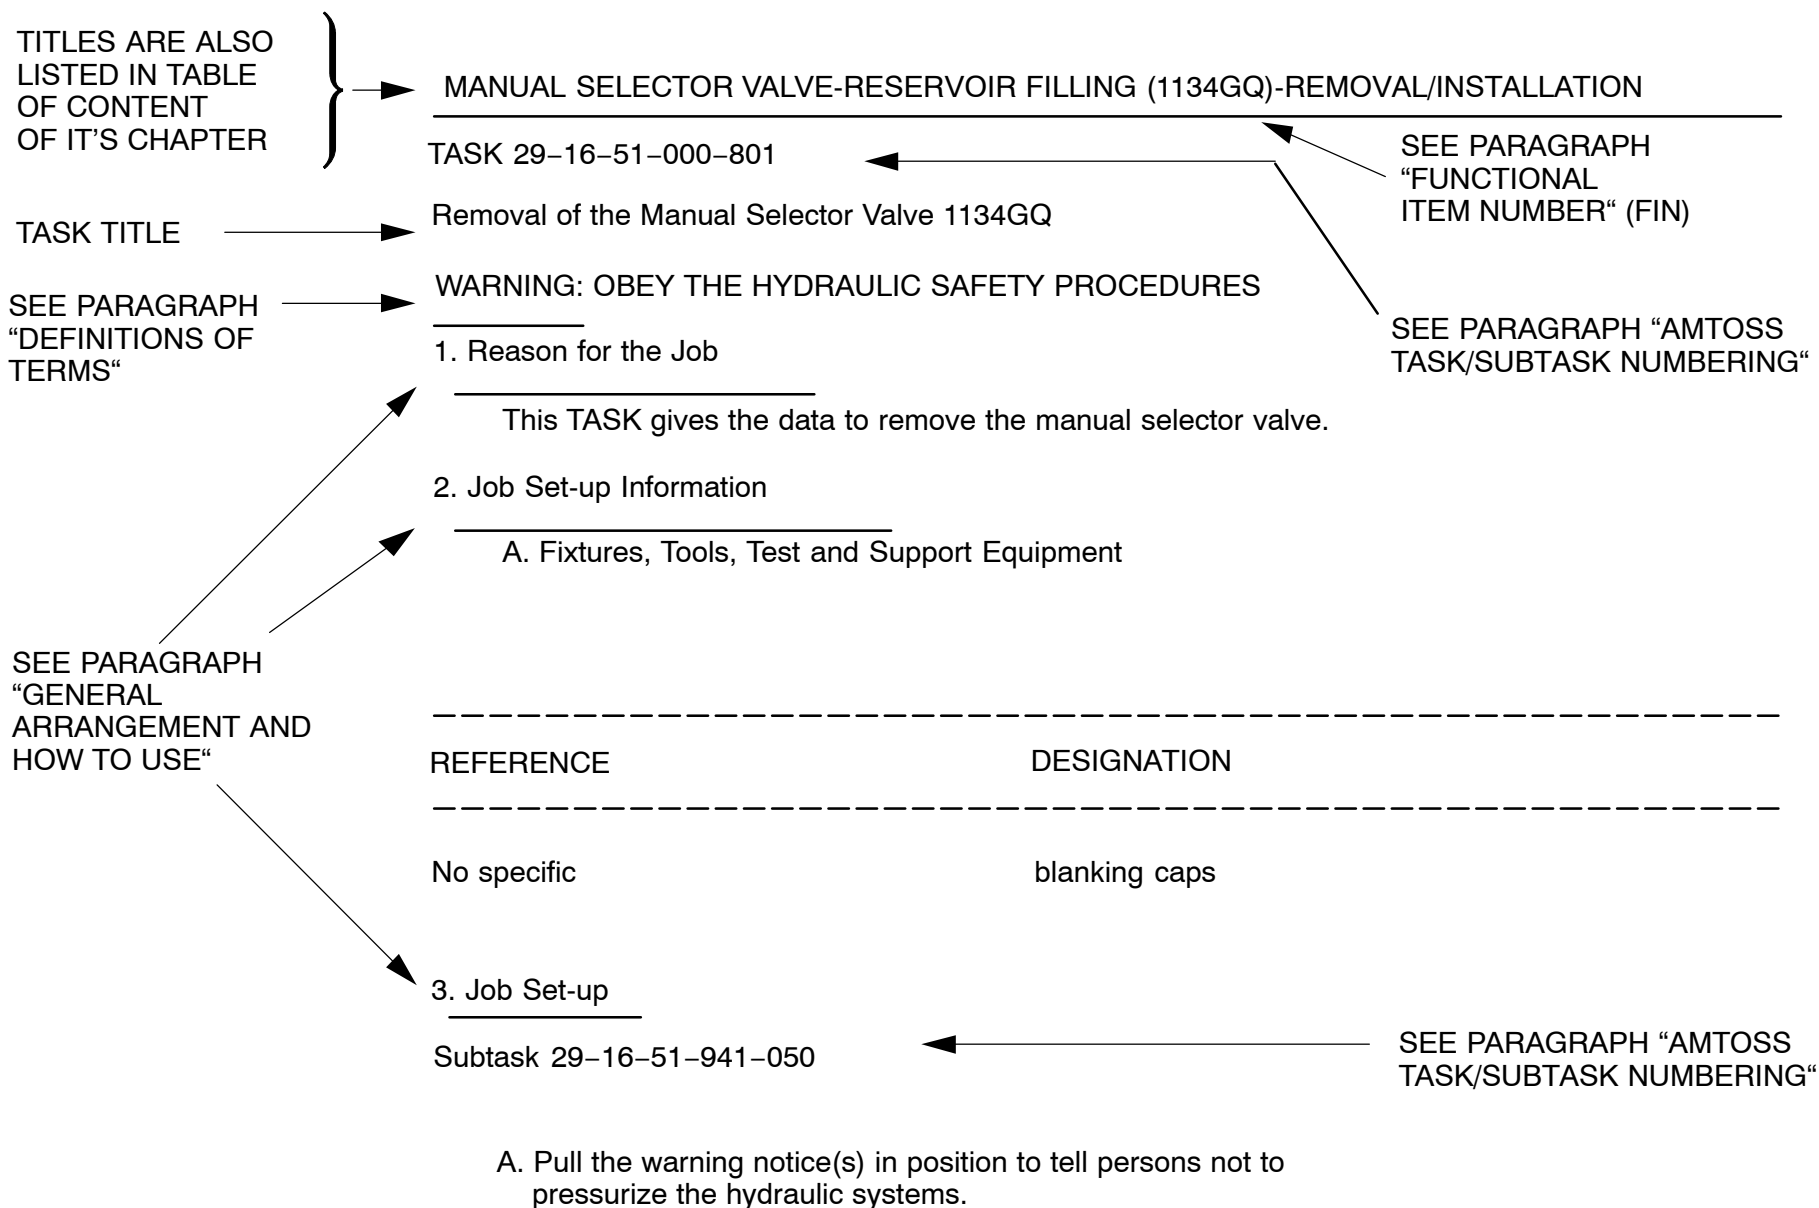 TITLES ARE ALSO
LISTED IN TABLE
OF CONTENT
OF IT'S CHAPTER
MANUAL SELECTOR VALVE-RESERVOIR FILLING (1134GQ)-REMOVAL/INSTALLATION
TASK 29–16–51–000–801
SEE PARAGRAPH
“FUNCTIONAL
ITEM NUMBER“ (FIN)
TASK TITLE
Removal of the Manual Selector Valve 1134GQ
SEE PARAGRAPH
“DEFINITIONS OF
TERMS“
WARNING: OBEY THE HYDRAULIC SAFETY PROCEDURES
SEE PARAGRAPH “AMTOSS
TASK/SUBTASK NUMBERING“
1. Reason for the Job
This TASK gives the data to remove the manual selector valve.
2. Job Set-up Information
A. Fixtures, Tools, Test and Support Equipment
SEE PARAGRAPH
“GENERAL
ARRANGEMENT AND
HOW TO USE“
REFERENCE DESIGNATION
No specific blanking caps
3. Job Set-up
Subtask 29–16–51–941–050
SEE PARAGRAPH “AMTOSS
TASK/SUBTASK NUMBERING“
A. Pull the warning notice(s) in position to tell persons not to
pressurize the hydraulic systems.